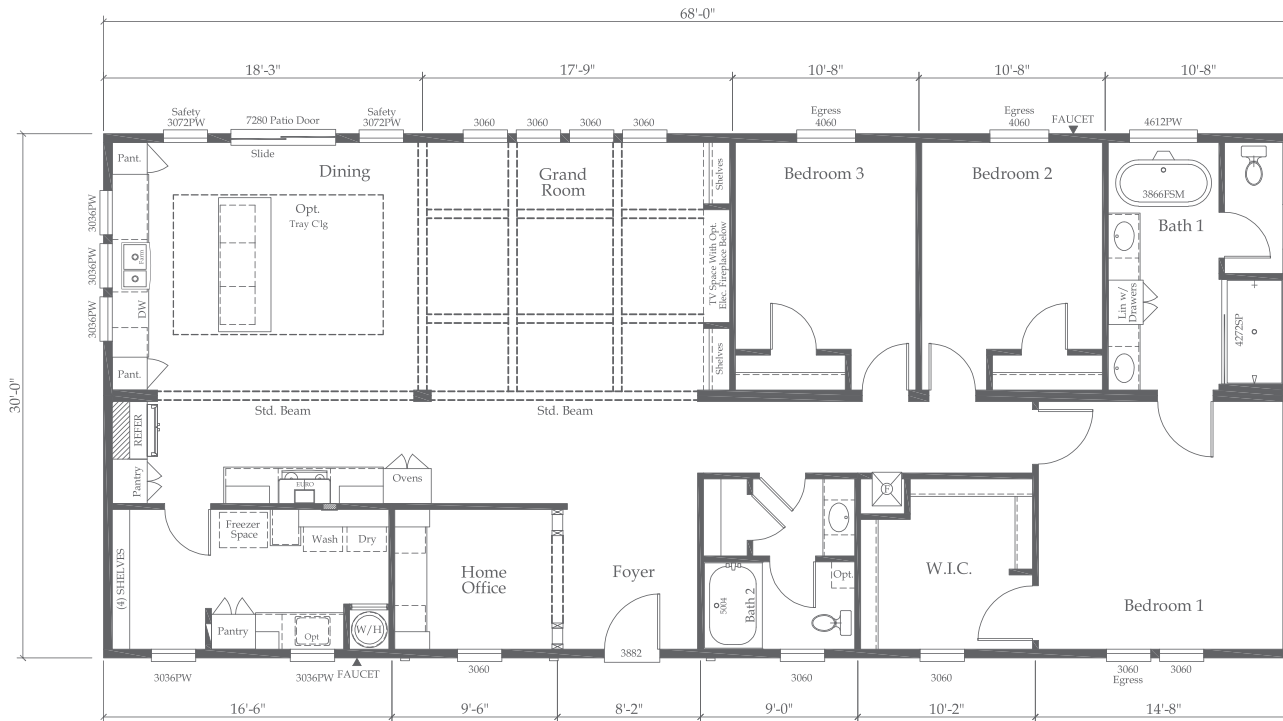 68'-0"
18'-3"
17'-9"
10'-8"
10'-8"
10'-8"
Safety
3072PW
7280 Patio Door
Safety
3072PW
3060
3060
3060
3060
Egress
4060
Egress
4060
FAUCET
4612PW
Slide
Pant.
Dining
Grand
Room
Shelves
Bedroom 3
Bedroom 2
3866FSM
Bath 1
Opt.
Tray C'lg
3036PW
3036PW
3036PW
Farm
DW
TV Space With Opt.
Elec. Fireplace Below
Lin w/
Drawers
4272SP
Shelves
Pant.
30'-0"
Std. Beam
Std. Beam
REFER
Pantry
EURO
Ovens
F
Freezer
Space
Wash
Dry
(4) SHELVES
Home
Office
Foyer
Opt.
W.I.C.
5004
Bath 2
Bedroom 1
Pantry
Opt
W/H
3882
3036PW
3036PW
FAUCET
3060
3060
3060
3060
Egress
3060
16'-6"
9'-6"
8'-2"
9'-0"
10'-2"
14'-8"